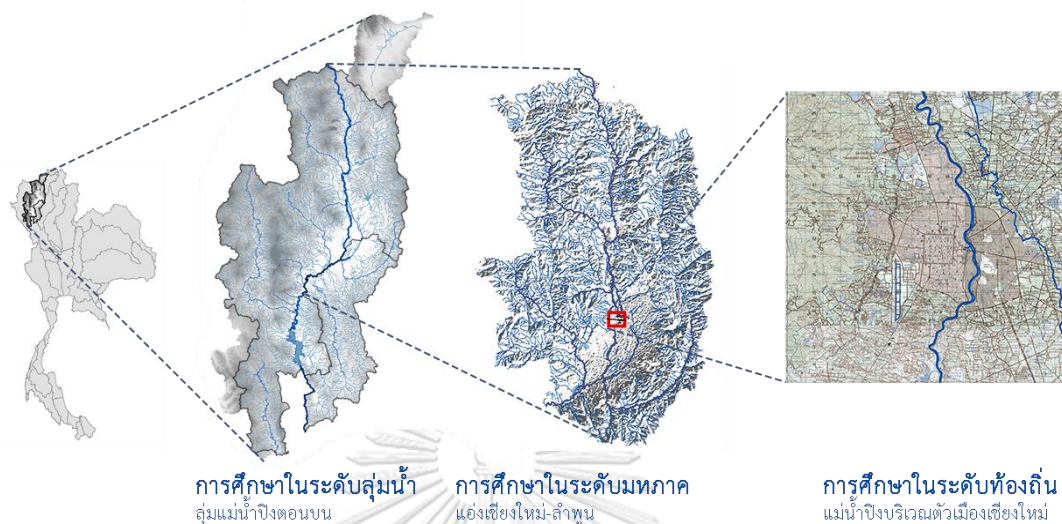 การศึกษาในระดับลุ่มน้ำ
ลุ่มแม่น้ำปิงตอนบน
การศึกษาในระดับมหภาค
แอ่งเชียงใหม่-ลำพูน
การศึกษาในระดับท้องถิ่น
แม่น้ำปิงบริเวณตัวเมืองเชียงใหม่